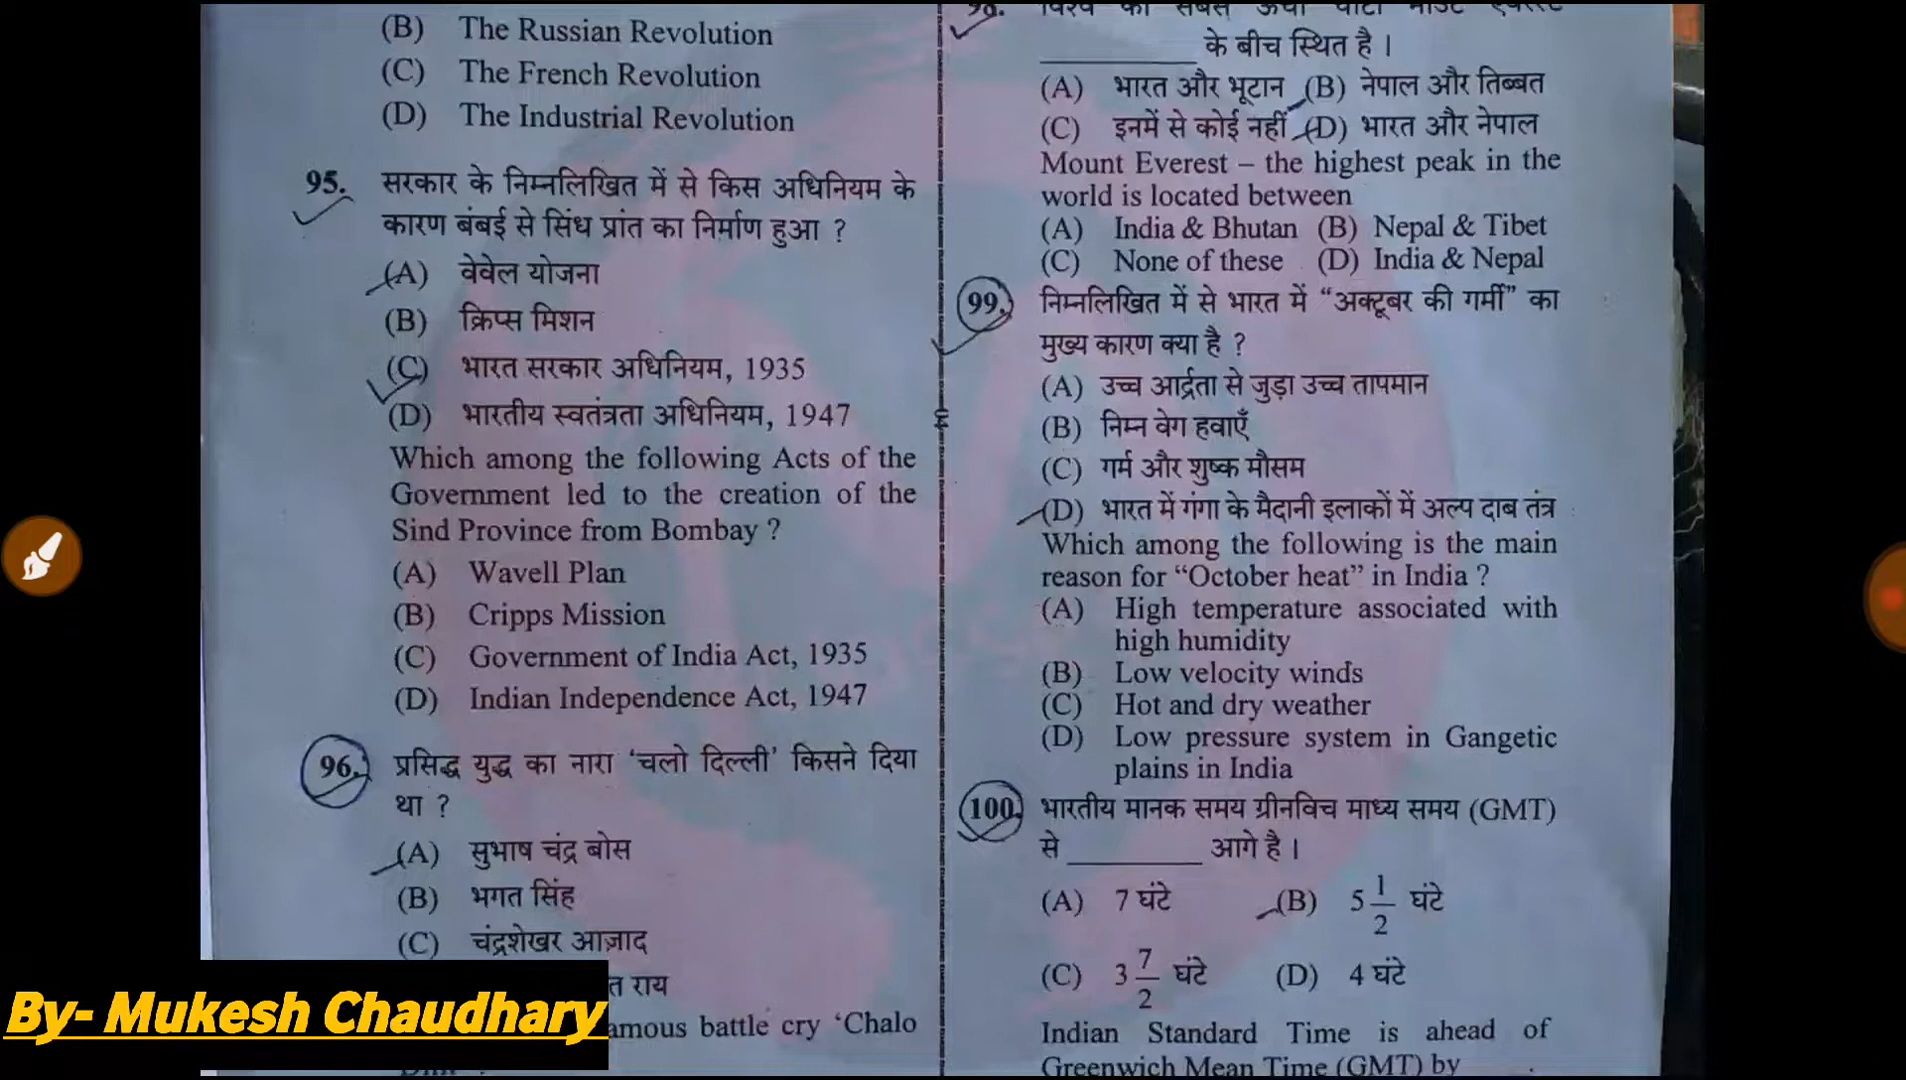 (B) The Russian Revolution
(C) The French Revolution
(D) The Industrial Revolution
95. सरकार के निम्नलिखित में से किस अधिनियम के
कारण बंबई से सिंध प्रांत का निर्माण हुआ ?
(A) वेवेल योजना
(B) क्रिप्स मिशन
(C) भारत सरकार अधिनियम, 1935
(D) भारतीय स्वतंत्रता अधिनियम, 1947
Which among the following Acts of the
Government led to the creation of the
Sind Province from Bombay ?
(A) Wavell Plan
(B) Cripps Mission
(C) Government of India Act, 1935
(D) Indian Independence Act, 1947
96. प्रसिद्ध युद्ध का नारा ‘चलो दिल्ली’ किसने दिया
था ?
(A) सुभाष चंद्र बोस
(B) भगत सिंह
(C) चंद्रशेखर आज़ाद
राय
battle cry ‘Chalo
By- Mukesh Chaudhary
के बीच स्थित है ।
(A) भारत और भूटान (B) नेपाल और तिब्बत
(C) इनमें से कोई नहीं (D) भारत और नेपाल
Mount Everest – the highest peak in the
world is located between
(A) India & Bhutan (B) Nepal & Tibet
(C) None of these (D) India & Nepal
99. निम्नलिखित में से भारत में “अक्टूबर की गर्मी” का
मुख्य कारण क्या है ?
(A) उच्च आर्द्रता से जुड़ा उच्च तापमान
(B) निम्न वेग हवाएँ
(C) गर्म और शुष्क मौसम
(D) भारत में गंगा के मैदानी इलाकों में अल्प दाब तंत्र
Which among the following is the main
reason for “October heat” in India ?
(A) High temperature associated with
high humidity
(B) Low velocity winds
(C) Hot and dry weather
(D) Low pressure system in Gangetic
plains in India
100. भारतीय मानक समय ग्रीनविच माध्य समय (GMT)
से ________ आगे है ।
(A) 7 घंटे (B) 5 1/2 घंटे
(C) 3 7/2 घंटे (D) 4 घंटे
Indian Standard Time is ahead of
Greenwich Mean Time (GMT) by